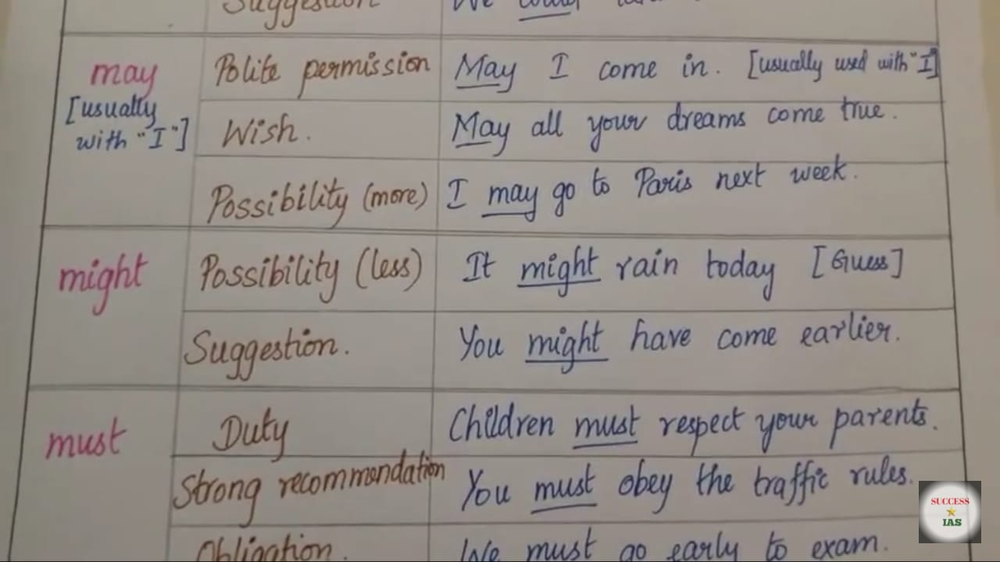 Suggestion We could
may Polite permission May I come in. [usually used with "I]
[usually
with "I"]
Wish. May all your dreams come true.
Possibility (more) I may go to Paris next week.
might Possibility (less) It might rain today [Guess]
Suggestion. You might have come earlier.
must Duty Children must respect your parents.
Strong recommendation You must obey the traffic rules.
Obligation. We must go early to exam.
SUCCESS
IAS